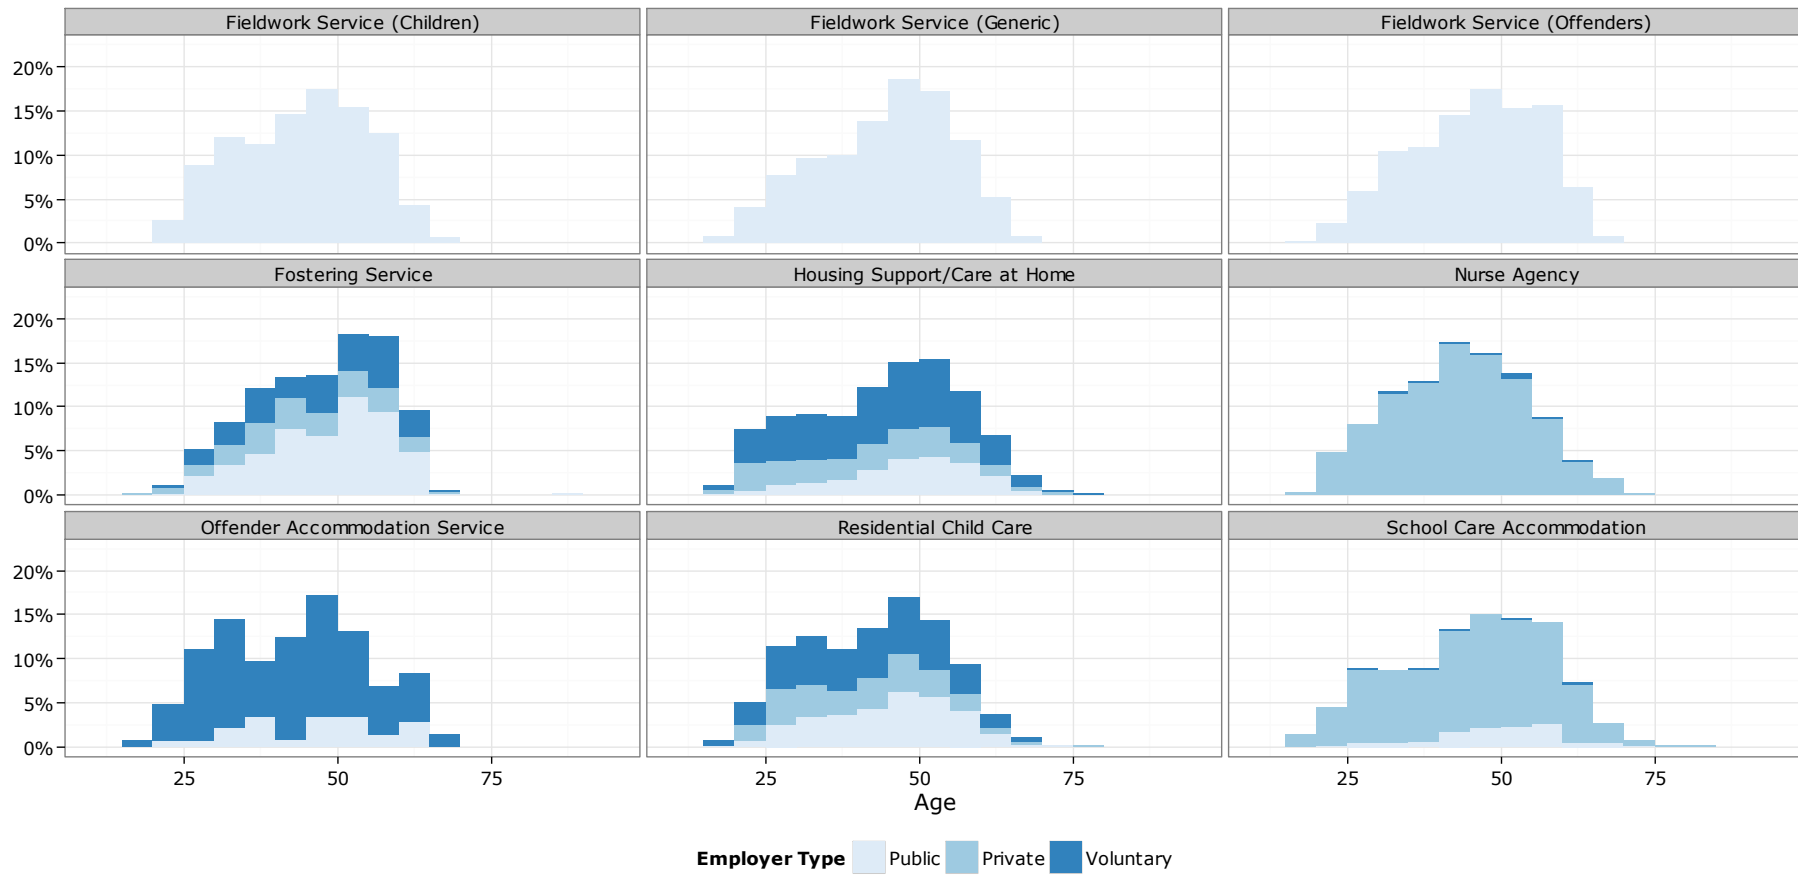 Fieldwork Service (Children) Fieldwork Service (Generic) Fieldwork Service (Offenders)
20%
15%
10%
5%
0%
Fostering Service Housing Support/Care at Home Nurse Agency
20%
15%
10%
5%
0%
Offender Accommodation Service Residential Child Care School Care Accommodation
20%
15%
10%
5%
0%
25 50 75 25 50 75 25 50 75
Age
Employer Type Public Private Voluntary